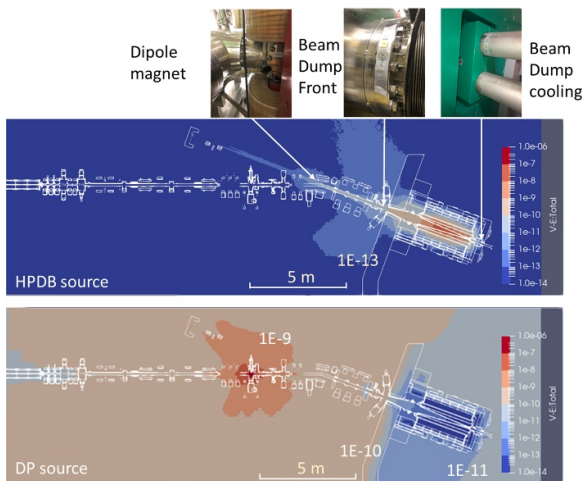 Dipole
magnet
Beam
Dump
Front
Beam
Dump
cooling
1.0e-06
1e-7
1e-8
1e-9
1e-10
1e-11
1e-12
1e-13
1.0e-14
V-E:Total
1E-13
HPDB source
5 m
1E-9
1.0e-06
1e-7
1e-8
1e-9
1e-10
1e-11
1e-12
1e-13
1.0e-14
V-E:Total
1E-10
DP source
5 m
1E-11